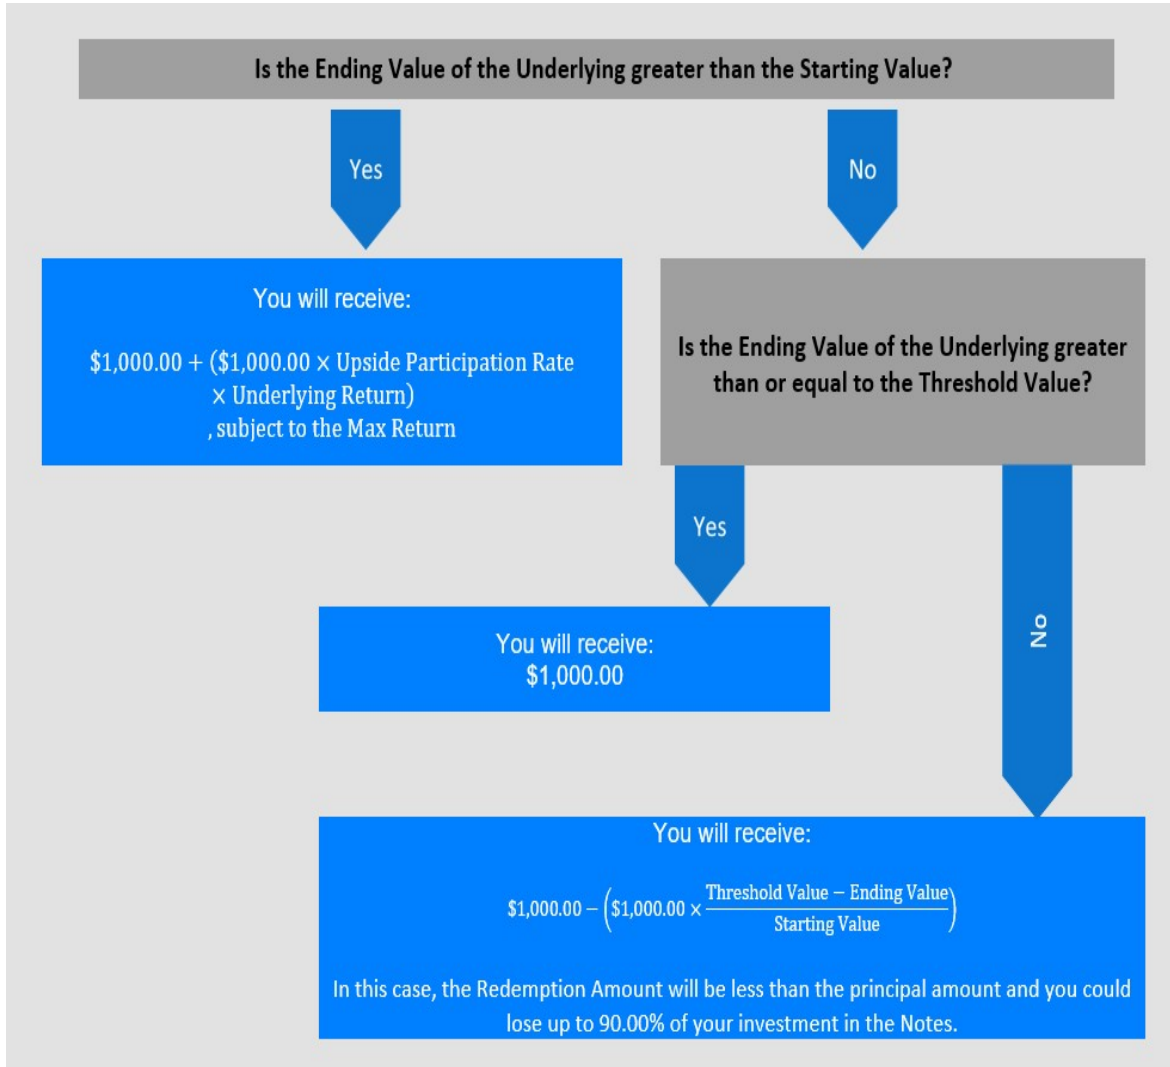 Is the Ending Value of the Underlying greater than the Starting Value?
Yes
No
You will receive:
$1,000.00 + ($1,000.00 × Upside Participation Rate
× Underlying Return)
, subject to the Max Return
Is the Ending Value of the Underlying greater
than or equal to the Threshold Value?
Yes
No
You will receive:
$1,000.00
You will receive:
$1,000.00 − ($1,000.00 × Threshold Value − Ending Value
Starting Value)
In this case, the Redemption Amount will be less than the principal amount and you could
lose up to 90.00% of your investment in the Notes.